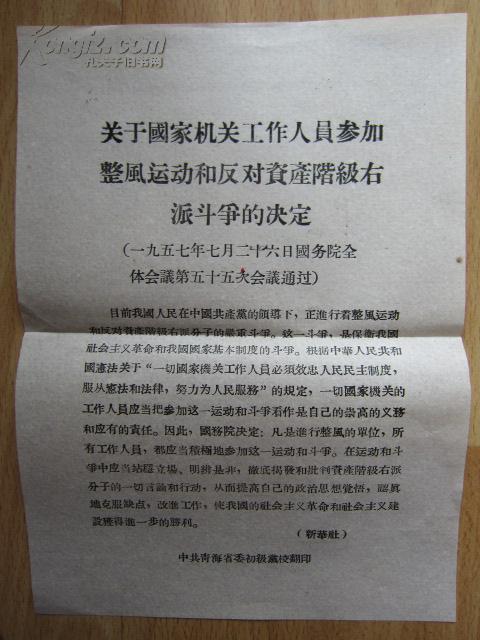 Kongfz.com
孔夫子旧书网
关于國家机关工作人員参加
整風运动和反对資產階級右
派斗爭的决定
(一九五七年七月二十六日國务院全
体会議第五十五次会議通过)
目前我國人民在中國共產黨的領導下，正進行着整風运动
和反对資產階級右派分子的嚴重斗爭。这一斗爭，是保衛我國
社会主义革命和我國國家基本制度的斗爭。根据中華人民共和
國憲法关于“一切國家機关工作人員必須效忠人民民主制度，
服从憲法和法律，努力为人民服務”的規定，一切國家機关的
工作人員应当把参加这一运动和斗爭看作是自己的崇高的义務
和应有的責任。因此，國務院决定：凡是進行整風的單位，所
有工作人員，都应当積極地参加这一运动和斗爭。在运动和斗
爭中应当站穩立場、明辨是非，徹底揭發和批判資產階級右派
分子的一切言論和行动，从而提高自己的政治思想覚悟，認眞
地克服缺点，改進工作，使我國的社会主义革命和社会主义建
設獲得進一步的勝利。
(新華社)
中共靑海省委初級黨校翻印